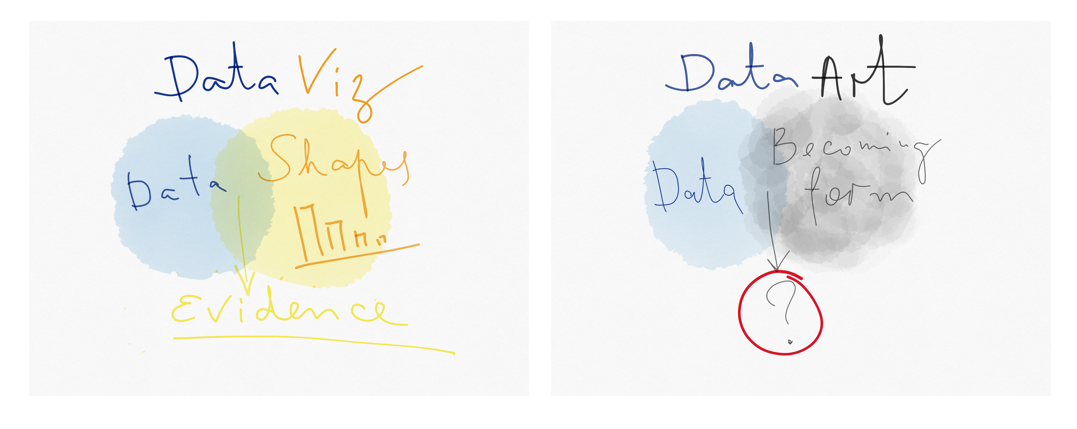 Data Viz
Data
Shapes
Evidence
Data Art
Data
Becoming
form
?